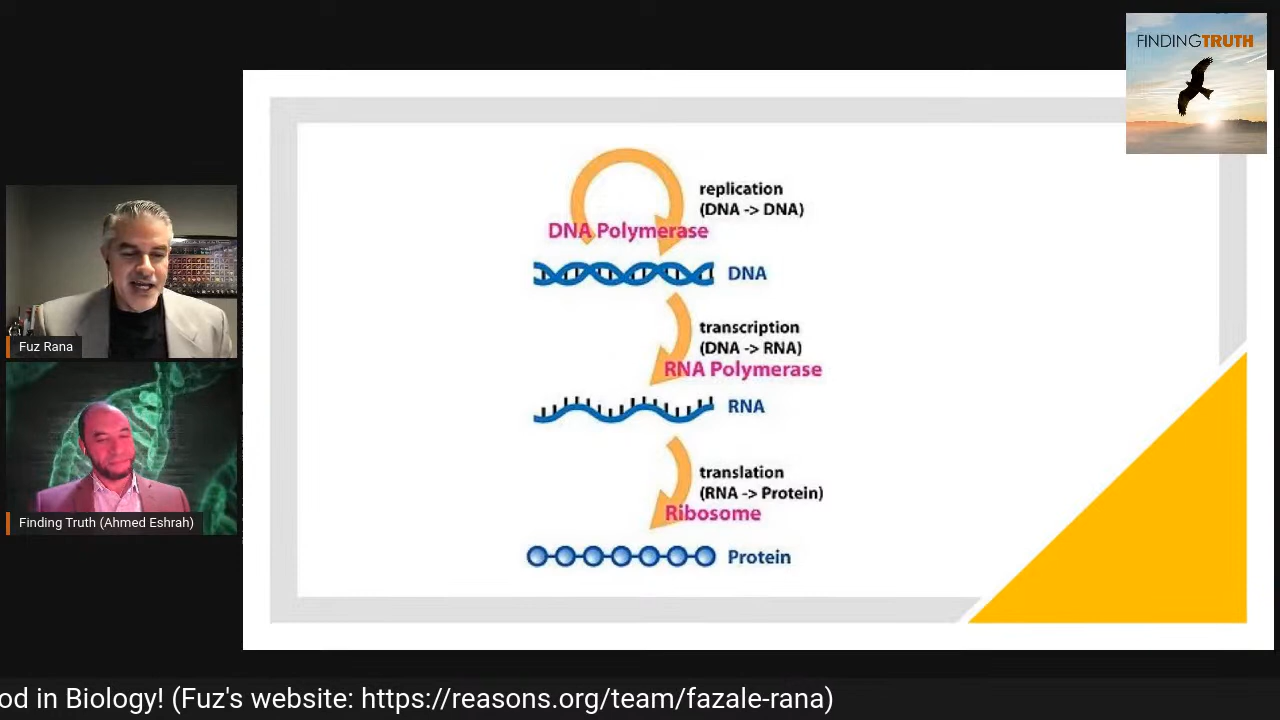 FINDINGTRUTH
replication
(DNA -> DNA)
DNA Polymerase
DNA
transcription
(DNA -> RNA)
RNA Polymerase
RNA
translation
(RNA -> Protein)
Ribosome
Protein
Fuz Rana
Finding Truth (Ahmed Eshrah)
od in Biology! (Fuz's website: https://reasons.org/team/fazale-rana)